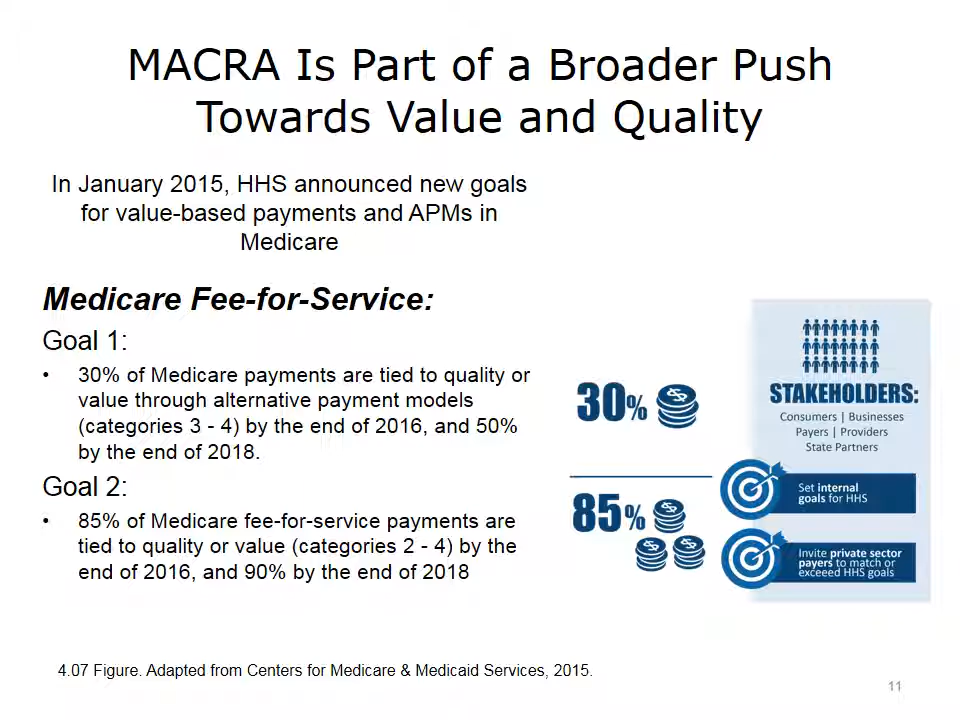 MACRA Is Part of a Broader Push
Towards Value and Quality
In January 2015, HHS announced new goals
for value-based payments and APMs in
Medicare
Medicare Fee-for-Service:
Goal 1:
• 30% of Medicare payments are tied to quality or
value through alternative payment models
(categories 3 - 4) by the end of 2016, and 50%
by the end of 2018.
Goal 2:
• 85% of Medicare fee-for-service payments are
tied to quality or value (categories 2 - 4) by the
end of 2016, and 90% by the end of 2018
30%
85%
STAKEHOLDERS:
Consumers | Businesses
Payers | Providers
State Partners
Set internal
goals for HHS
Invite private sector
payers to match or
exceeed HHS goals
4.07 Figure. Adapted from Centers for Medicare & Medicaid Services, 2015.
11